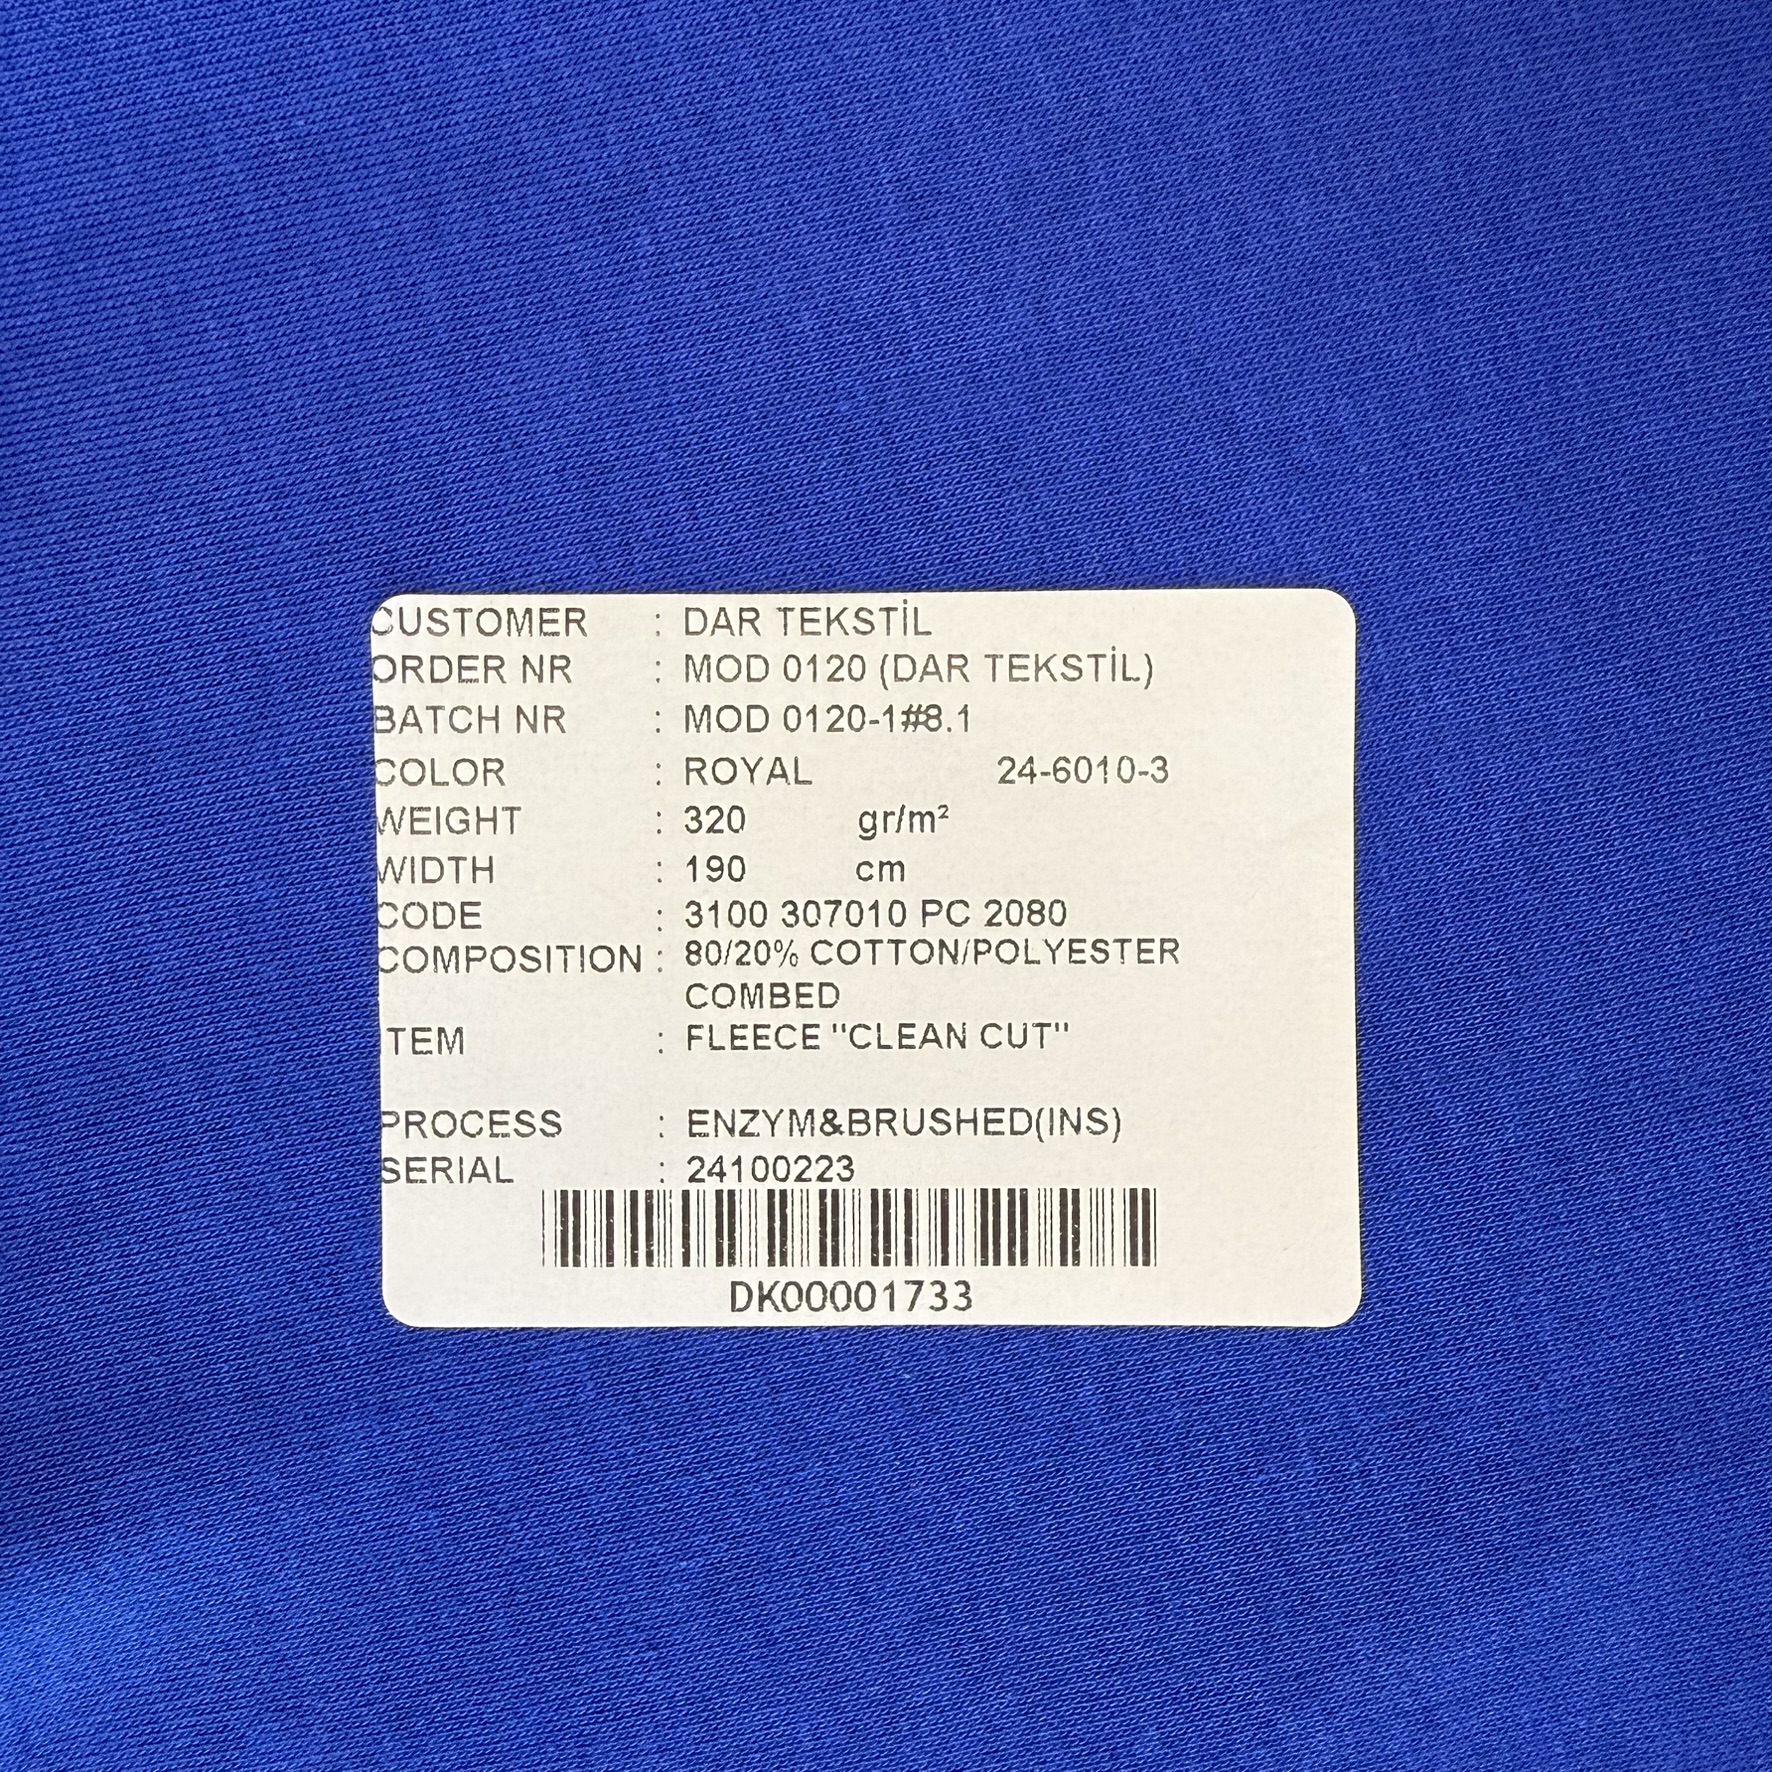 CUSTOMER : DAR TEKSTİL
ORDER NR : MOD 0120 (DAR TEKSTİL)
BATCH NR : MOD 0120-1#8.1
COLOR : ROYAL 24-6010-3
WEIGHT : 320 gr/m²
WIDTH : 190 cm
CODE : 3100 307010 PC 2080
COMPOSITION : 80/20% COTTON/POLYESTER
COMBED
ITEM : FLEECE "CLEAN CUT"
PROCESS : ENZYM&BRUSHED(INS)
SERIAL : 24100223
DK00001733